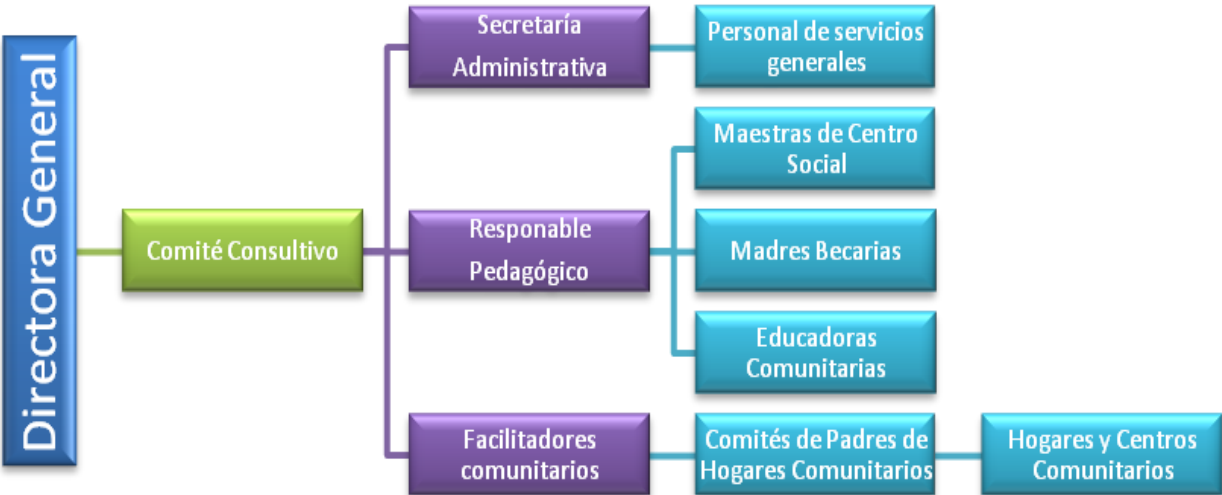 Directora General
Comité Consultivo
Secretaría
Administrativa
Personal de servicios
generales
Responable
Pedagógico
Maestras de Centro
Social
Madres Becarias
Educadoras
Comunitarias
Facilitadores
comunitarios
Comités de Padres de
Hogares Comunitarios
Hogares y Centros
Comunitarios